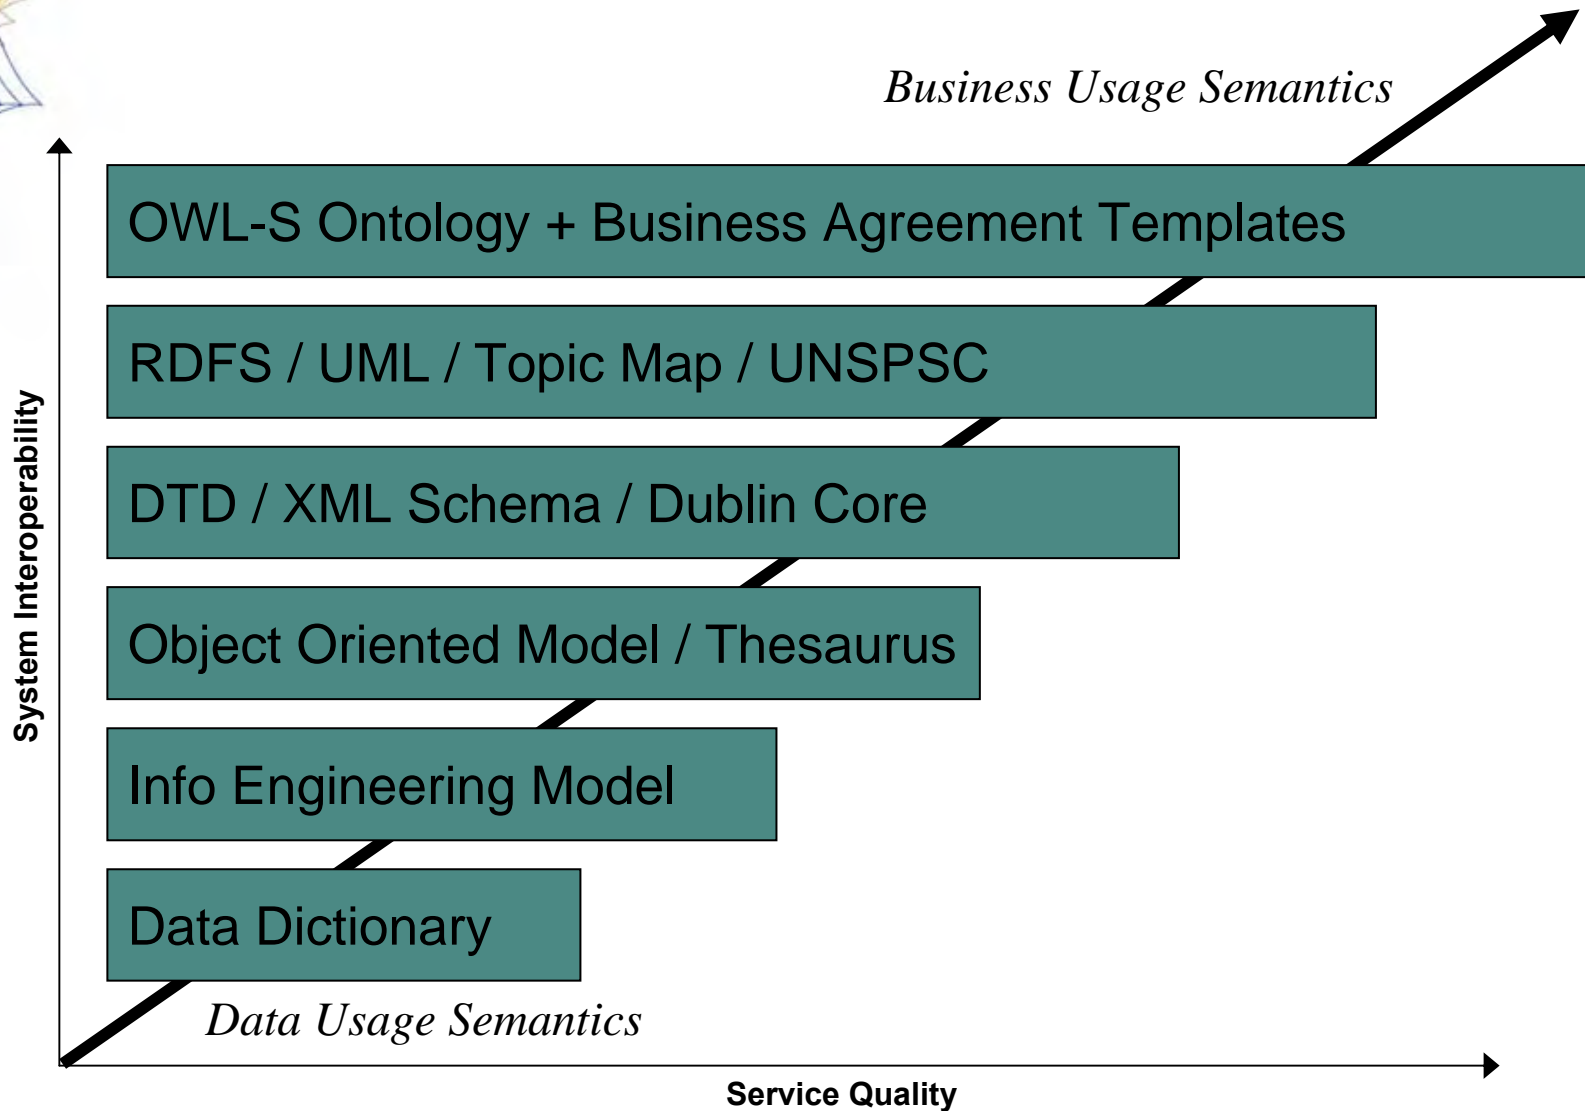 Business Usage Semantics
OWL-S Ontology + Business Agreement Templates
RDFS / UML / Topic Map / UNSPSC
DTD / XML Schema / Dublin Core
Object Oriented Model / Thesaurus
Info Engineering Model
Data Dictionary
Data Usage Semantics
System Interoperability
Service Quality